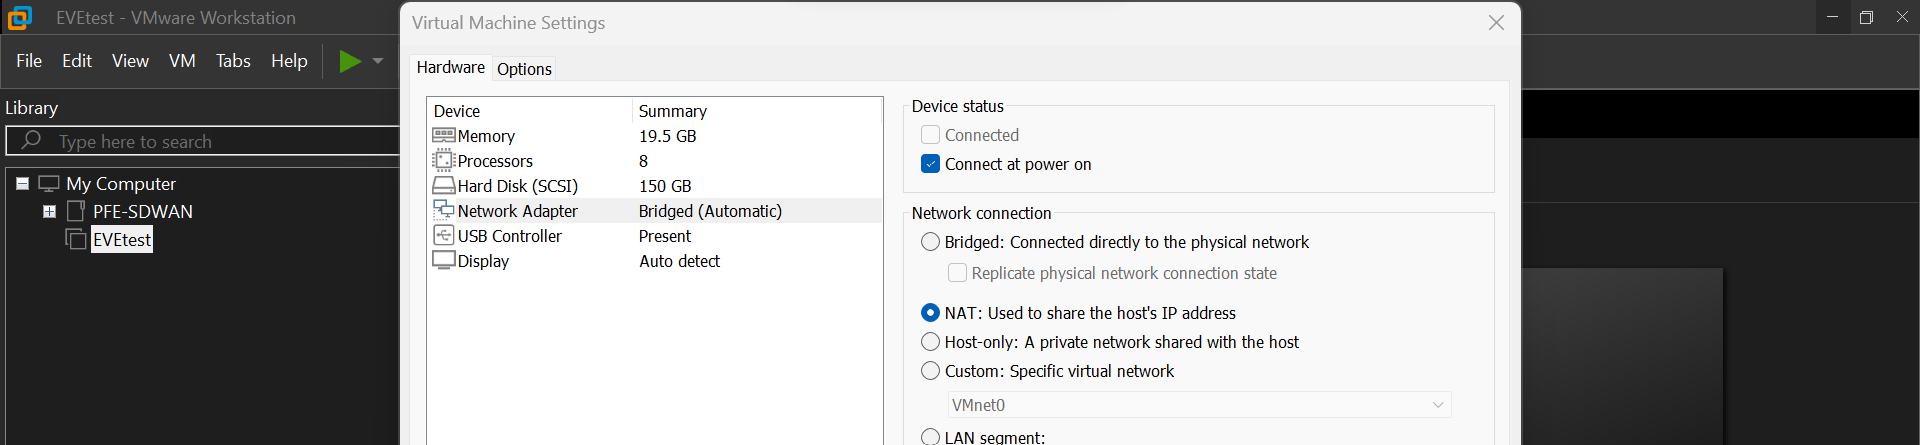 EVEtest - VMware Workstation
File Edit View VM Tabs Help
Library
Type here to search
My Computer
PFE-SDWAN
EVEtest
Virtual Machine Settings
Hardware Options
Device Summary
Memory 19.5 GB
Processors 8
Hard Disk (SCSI) 150 GB
Network Adapter Bridged (Automatic)
USB Controller Present
Display Auto detect
Device status
Connected
Connect at power on
Network connection
Bridged: Connected directly to the physical network
Replicate physical network connection state
NAT: Used to share the host's IP address
Host-only: A private network shared with the host
Custom: Specific virtual network
VMnet0
LAN segment: